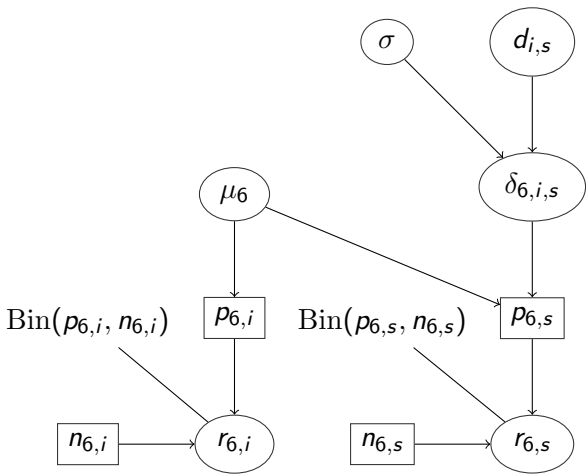 σ d_{i,s}
μ_6 δ_{6,i,s}
Bin(p_{6,i}, n_{6,i}) p_{6,i} Bin(p_{6,s}, n_{6,s}) p_{6,s}
n_{6,i} r_{6,i} n_{6,s} r_{6,s}